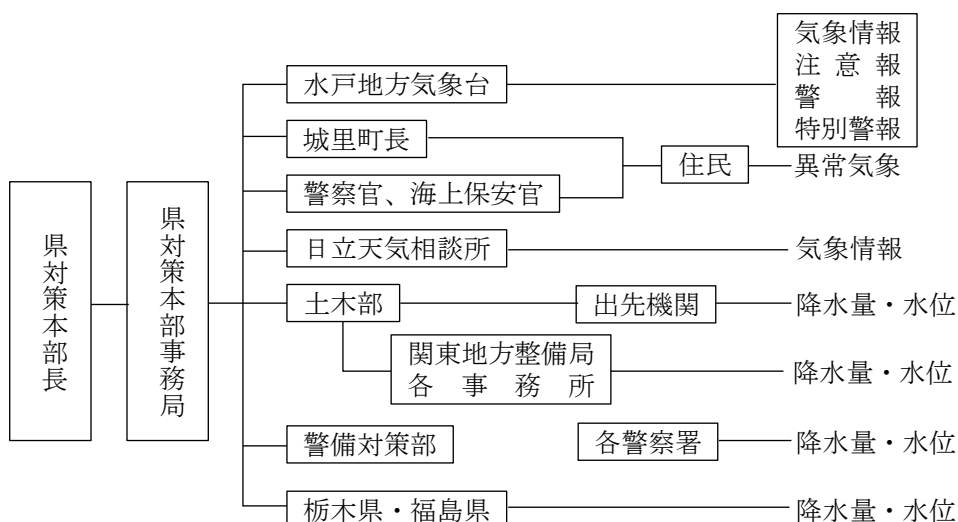 県対策本部長
県対策本部事務局
水戸地方気象台
気象情報
注意報
警報
特別警報
城里町長
警察官、海上保安官
住民
異常気象
日立天気相談所
気象情報
土木部
出先機関
降水量・水位
関東地方整備局
各事務所
降水量・水位
警備対策部
各警察署
降水量・水位
栃木県・福島県
降水量・水位